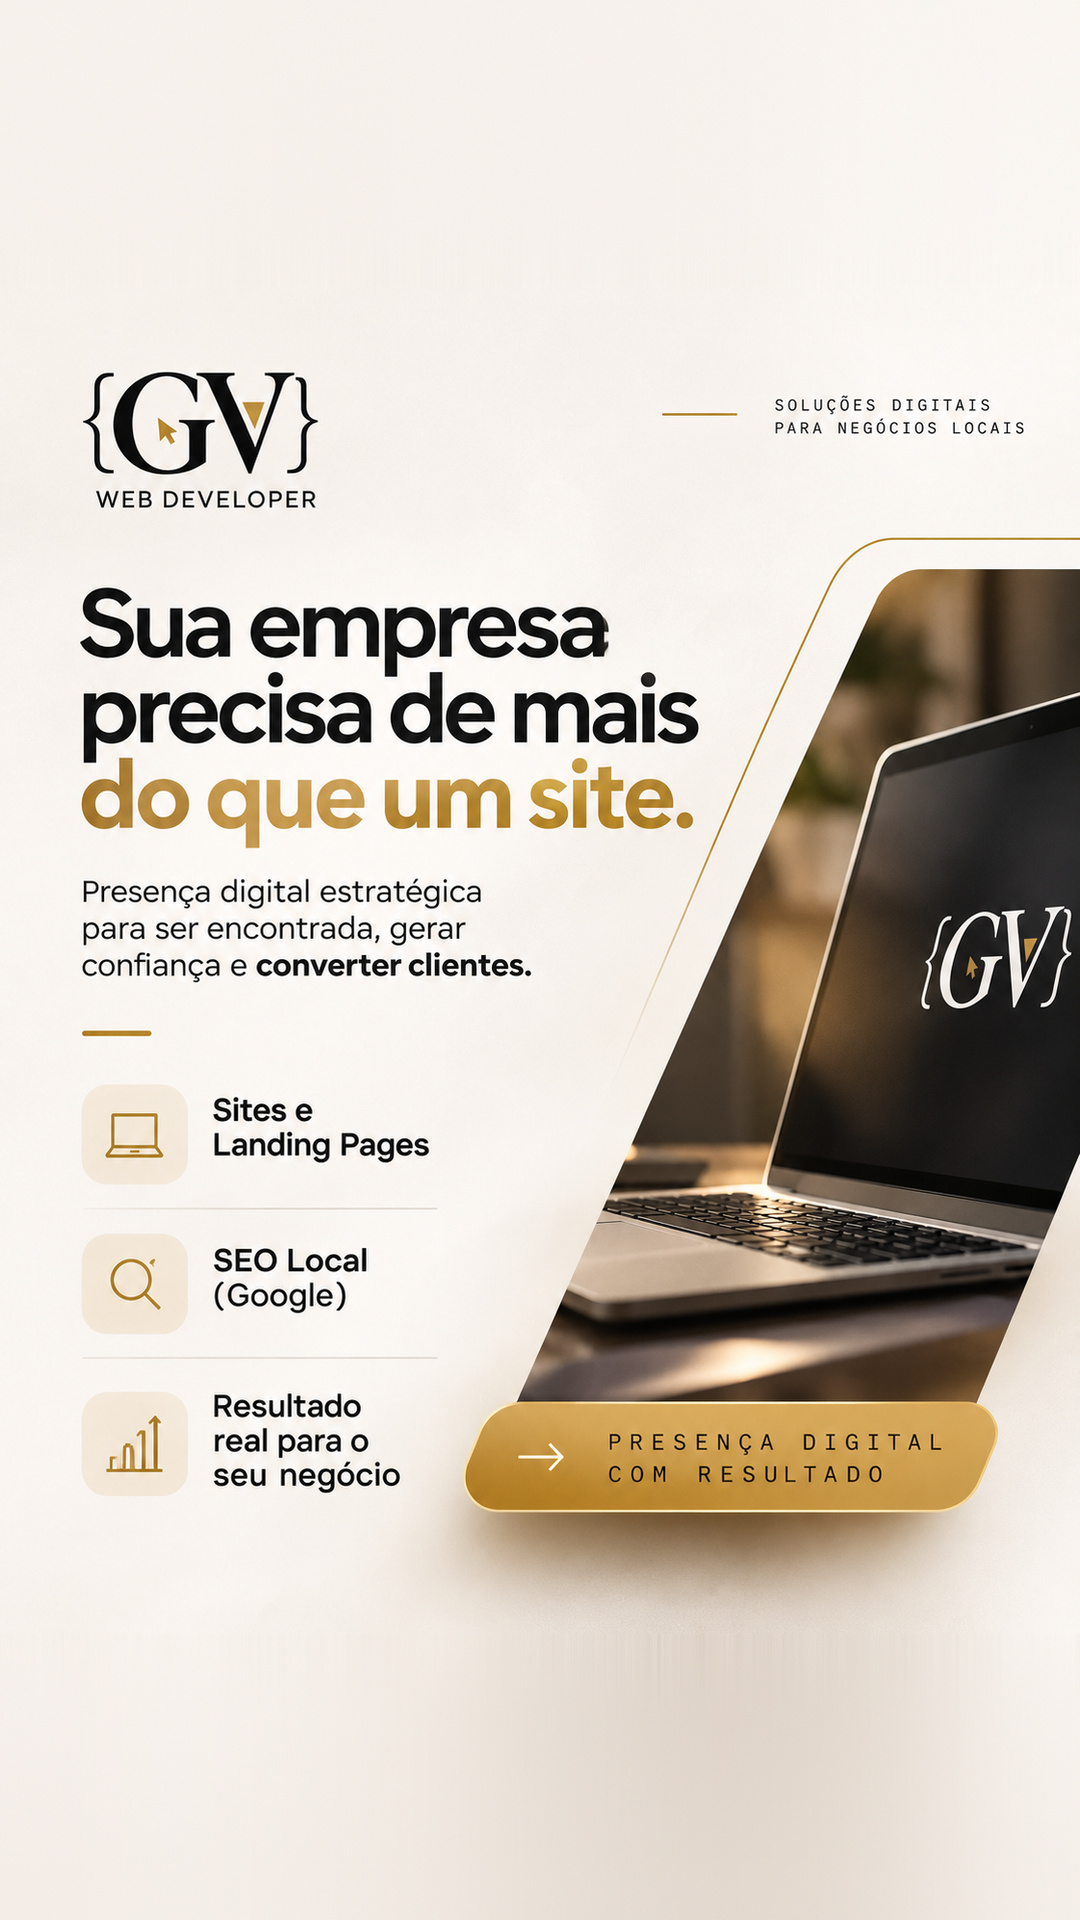 {GV}
WEB DEVELOPER
SOLUÇÕES DIGITAIS
PARA NEGÓCIOS LOCAIS
Sua empresa
precisa de mais
do que um site.
Presença digital estratégica
para ser encontrada, gerar
confiança e converter clientes.
{GV}
Sites e
Landing Pages
SEO Local
(Google)
Resultado
real para o
seu negócio
PRESENÇA DIGITAL
COM RESULTADO